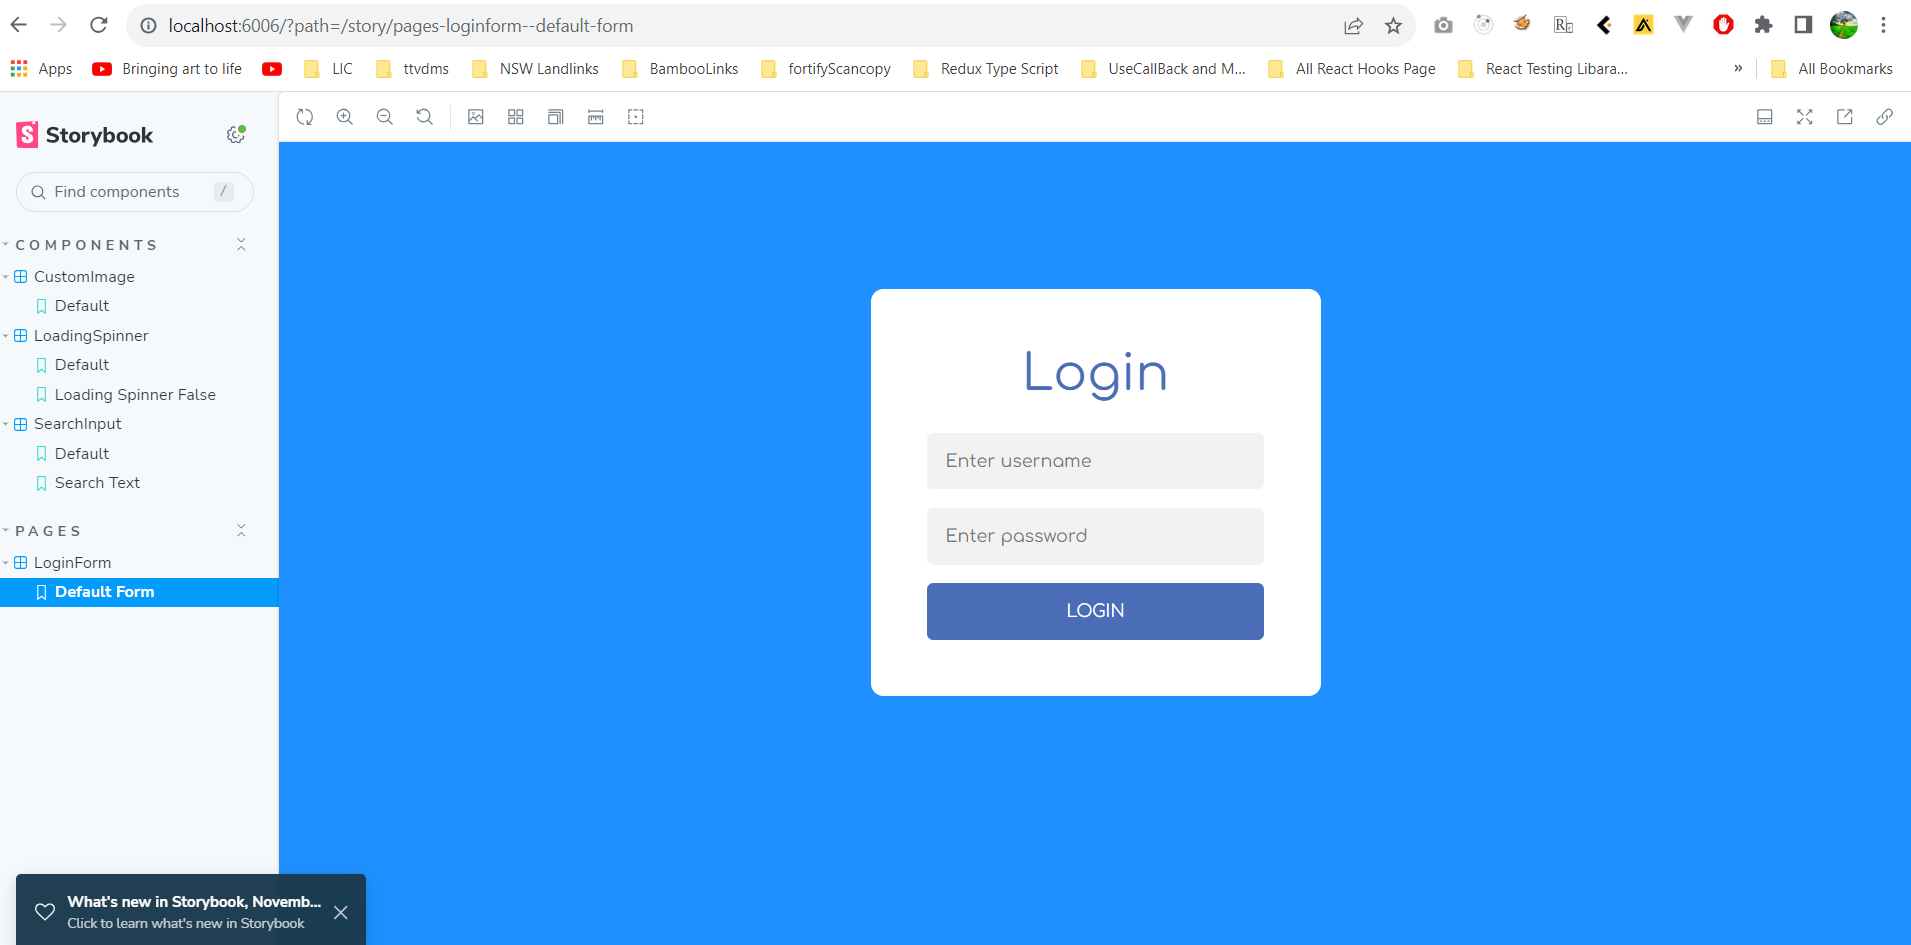 localhost:6006/?path=/story/pages-loginform--default-form
Apps Bringing art to life LIC ttvdms NSW Landlinks BambooLinks fortifyScancopy Redux Type Script UseCallBack and M... All React Hooks Page React Testing Libara... » All Bookmarks
Storybook
Find components /
COMPONENTS
CustomImage
Default
LoadingSpinner
Default
Loading Spinner False
SearchInput
Default
Search Text
PAGES
LoginForm
Default Form
Login
Enter username
Enter password
LOGIN
What's new in Storybook, Novemb...
Click to learn what's new in Storybook